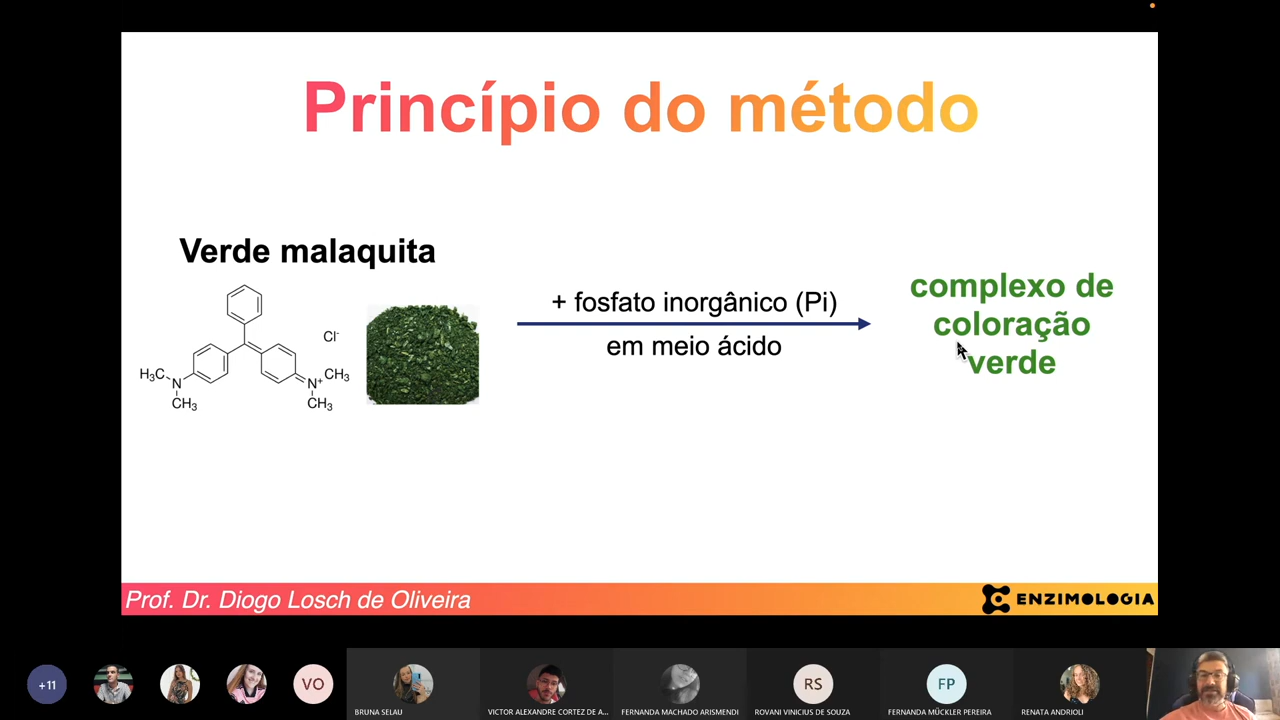 Princípio do método
Verde malaquita
+ fosfato inorgânico (Pi)
em meio ácido
complexo de
coloração
verde
Cl⁻
H₃C
N
CH₃
N⁺
CH₃
CH₃
Prof. Dr. Diogo Losch de Oliveira
ENZIMOLOGIA
+11
VO
BRUNA SELAU
VICTOR ALEXANDRE CORTEZ DE A...
FERNANDA MACHADO ARISMENDI
RS
ROVANI VINICIUS DE SOUZA
FP
FERNANDA MÜCKLER PEREIRA
RENATA ANDRIOLI